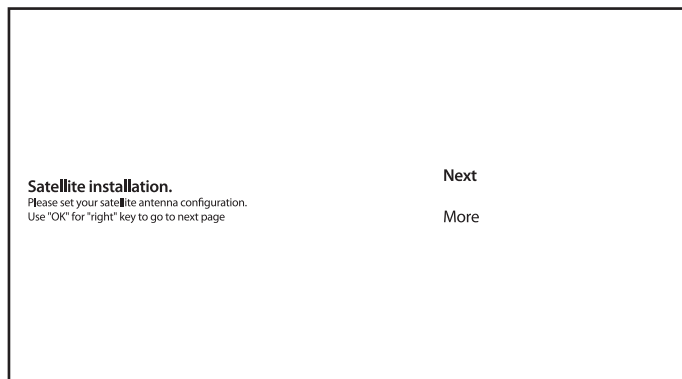 Satellite installation.
Please set your satellite antenna configuration.
Use "OK" for "right" key to go to next page
Next
More